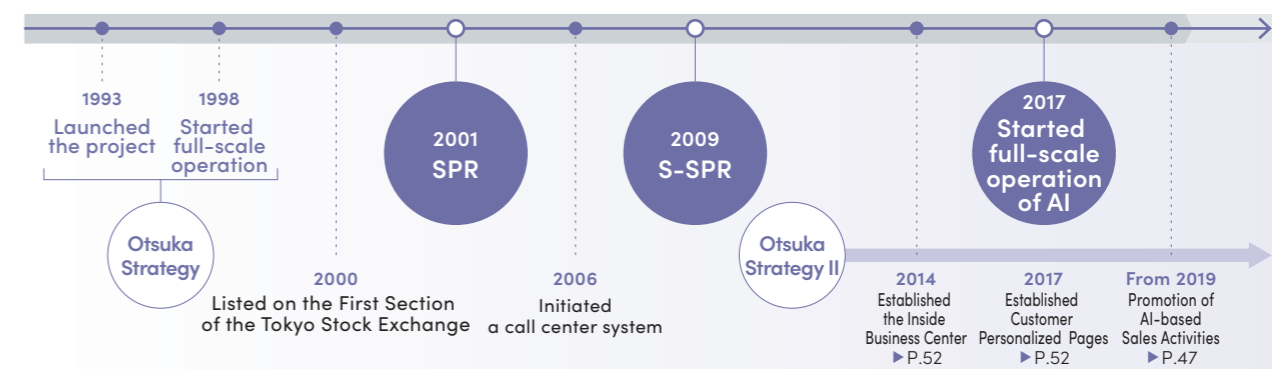 1993
Launched
the project
1998
Started
full-scale
operation
Otsuka
Strategy
2000
Listed on the First Section
of the Tokyo Stock Exchange
2001
SPR
2006
Initiated
a call center system
2009
S-SPR
Otsuka
Strategy II
2014
Established
the Inside
Business Center
▶P.52
2017
Started
full-scale
operation
of AI
2017
Established
Customer
Personalized Pages
▶P.52
From 2019
Promotion of
AI-based
Sales Activities
▶P.47